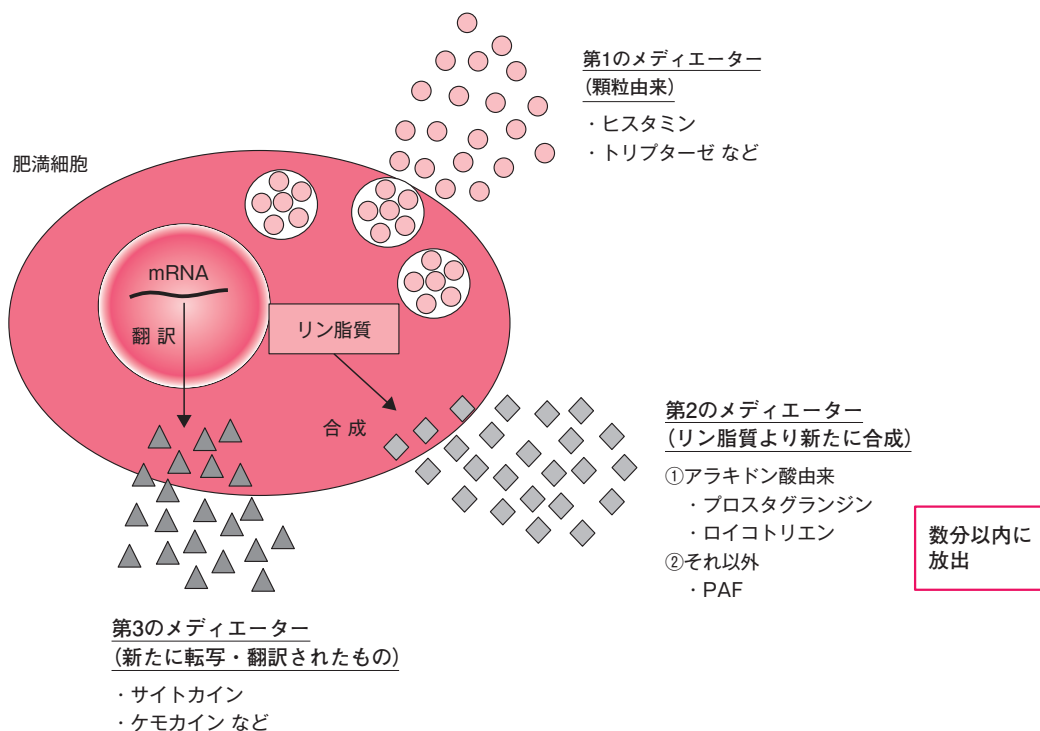 第1のメディエーター
(顆粒由来)
・ヒスタミン
・トリプターゼ など
肥満細胞
mRNA
翻 訳
リン脂質
合 成
第2のメディエーター
(リン脂質より新たに合成)
①アラキドン酸由来
・プロスタグランジン
・ロイコトリエン
②それ以外
・PAF
数分以内に
放出
第3のメディエーター
(新たに転写・翻訳されたもの)
・サイトカイン
・ケモカイン など